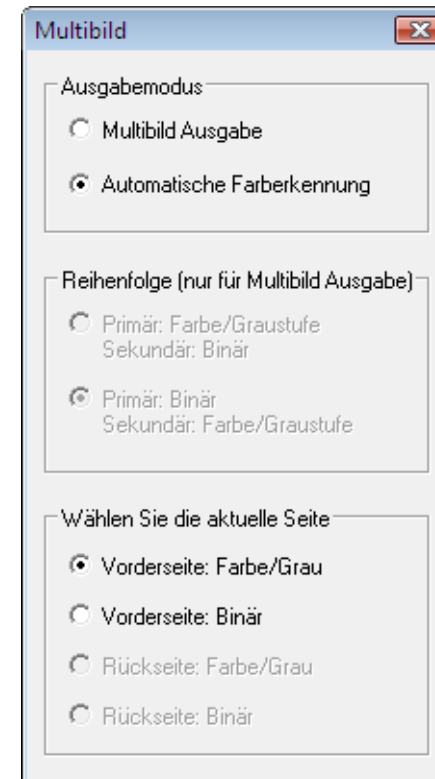 Multibild
Ausgabemodus
Multibild Ausgabe
Automatische Farberkennung
Reihenfolge (nur für Multibild Ausgabe)
Primär: Farbe/Graustufe
Sekundär: Binär
Primär: Binär
Sekundär: Farbe/Graustufe
Wählen Sie die aktuelle Seite
Vorderseite: Farbe/Grau
Vorderseite: Binär
Rückseite: Farbe/Grau
Rückseite: Binär